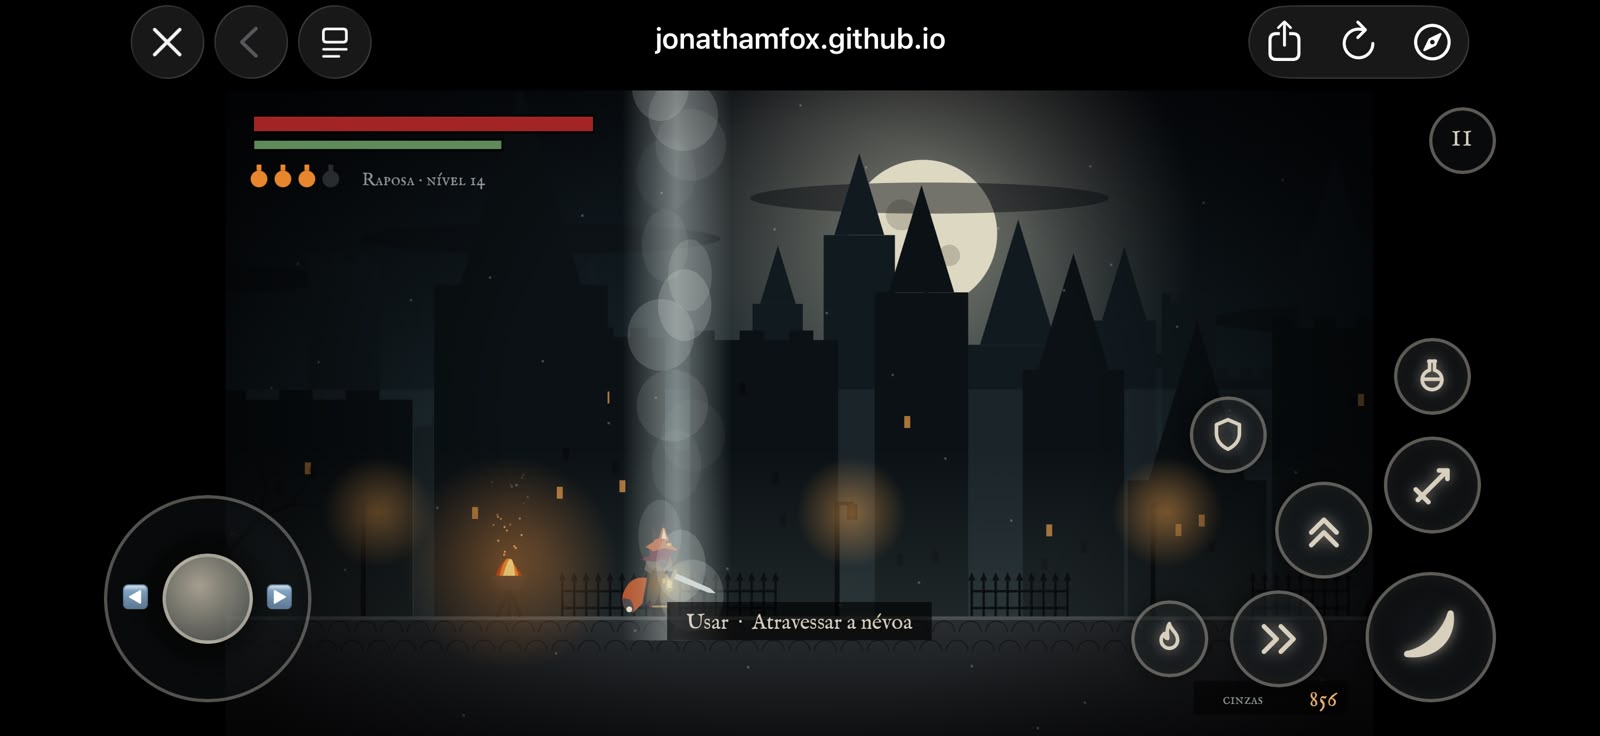 jonathamfox.github.io
II
Raposa · nível 14
Usar · Atravessar a névoa
cinzas 856